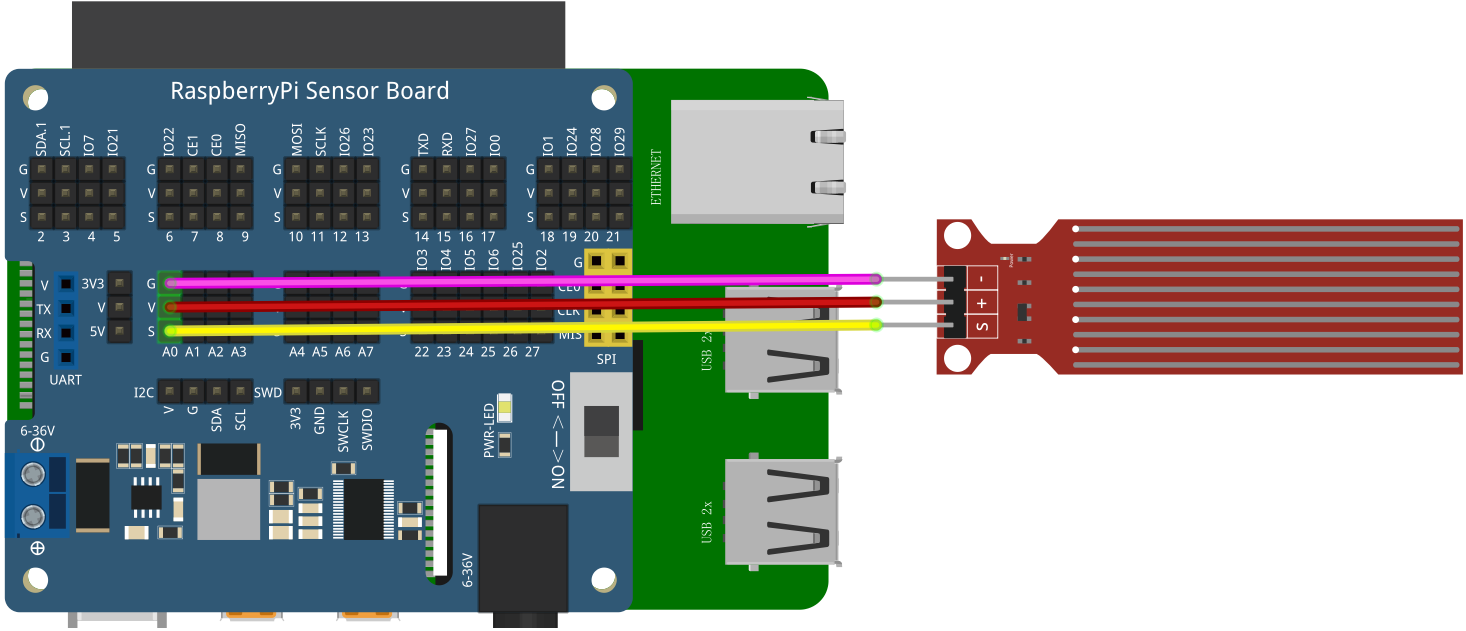 RaspberryPi Sensor Board
SDA.1 SCL.1 IO7 IO21 IO22 CE1 CE0 MISO MOSI SCLK IO26 IO23 TXD RXD IO27 IO0 IO1 IO24 IO28 IO29
G G G G G
V V V V V
S S S S S
2 3 4 5 6 7 8 9 10 11 12 13 14 15 16 17 18 19 20 21
ETHERNET
IO3 IO4 IO5 IO6 IO25 IO2
G
V 3V3 G CE0
TX V V CLK
RX 5V S MIS
G
UART
A0 A1 A2 A3 A4 A5 A6 A7 22 23 24 25 26 27
SPI
USB 2x
- 
+
S
Power
I2C SWD
V G SDA SCL 3V3 GND SWCLK SWDIO
PWR-LED
OFF >—<ON
6-36V
USB 2x
6-36V